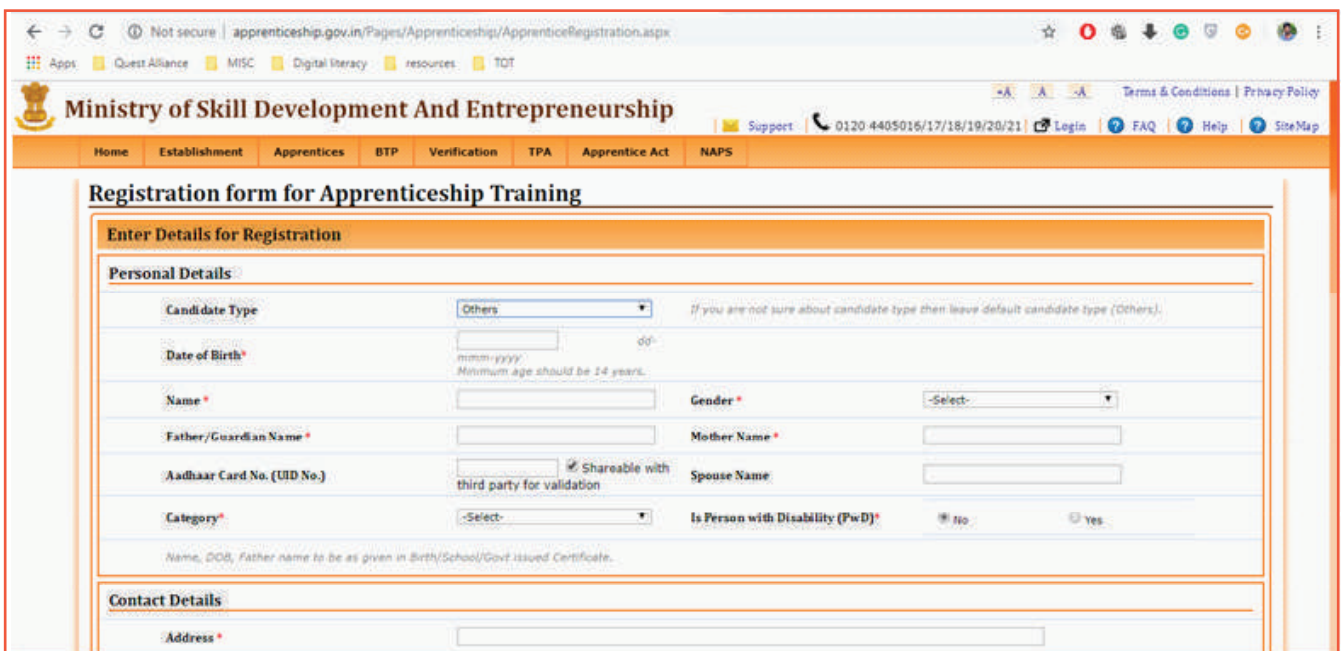 Not secure | apprenticeship.gov.in/Pages/Apprenticeship/ApprenticeRegistration.aspx
Apps Quest Alliance MISC Digital literacy resources TOT
+A A -A Terms & Conditions | Privacy Policy
Ministry of Skill Development And Entrepreneurship
| Support | 0120 4405016/17/18/19/20/21 | Login | FAQ | Help | SiteMap
Home Establishment Apprentices BTP Verification TPA Apprentice Act NAPS
Registration form for Apprenticeship Training
Enter Details for Registration
Personal Details
Candidate Type Others If you are not sure about candidate type then leave default candidate type (Others).
Date of Birth* dd-
mmm-yyyy
Minimum age should be 14 years.
Name * Gender * -Select-
Father/Guardian Name * Mother Name *
Aadhaar Card No. (UID No.) Shareable with
third party for validation Spouse Name
Category* -Select- Is Person with Disability (PwD)* No Yes
Name, DOB, Father name to be as given in Birth/School/Govt issued Certificate.
Contact Details
Address *